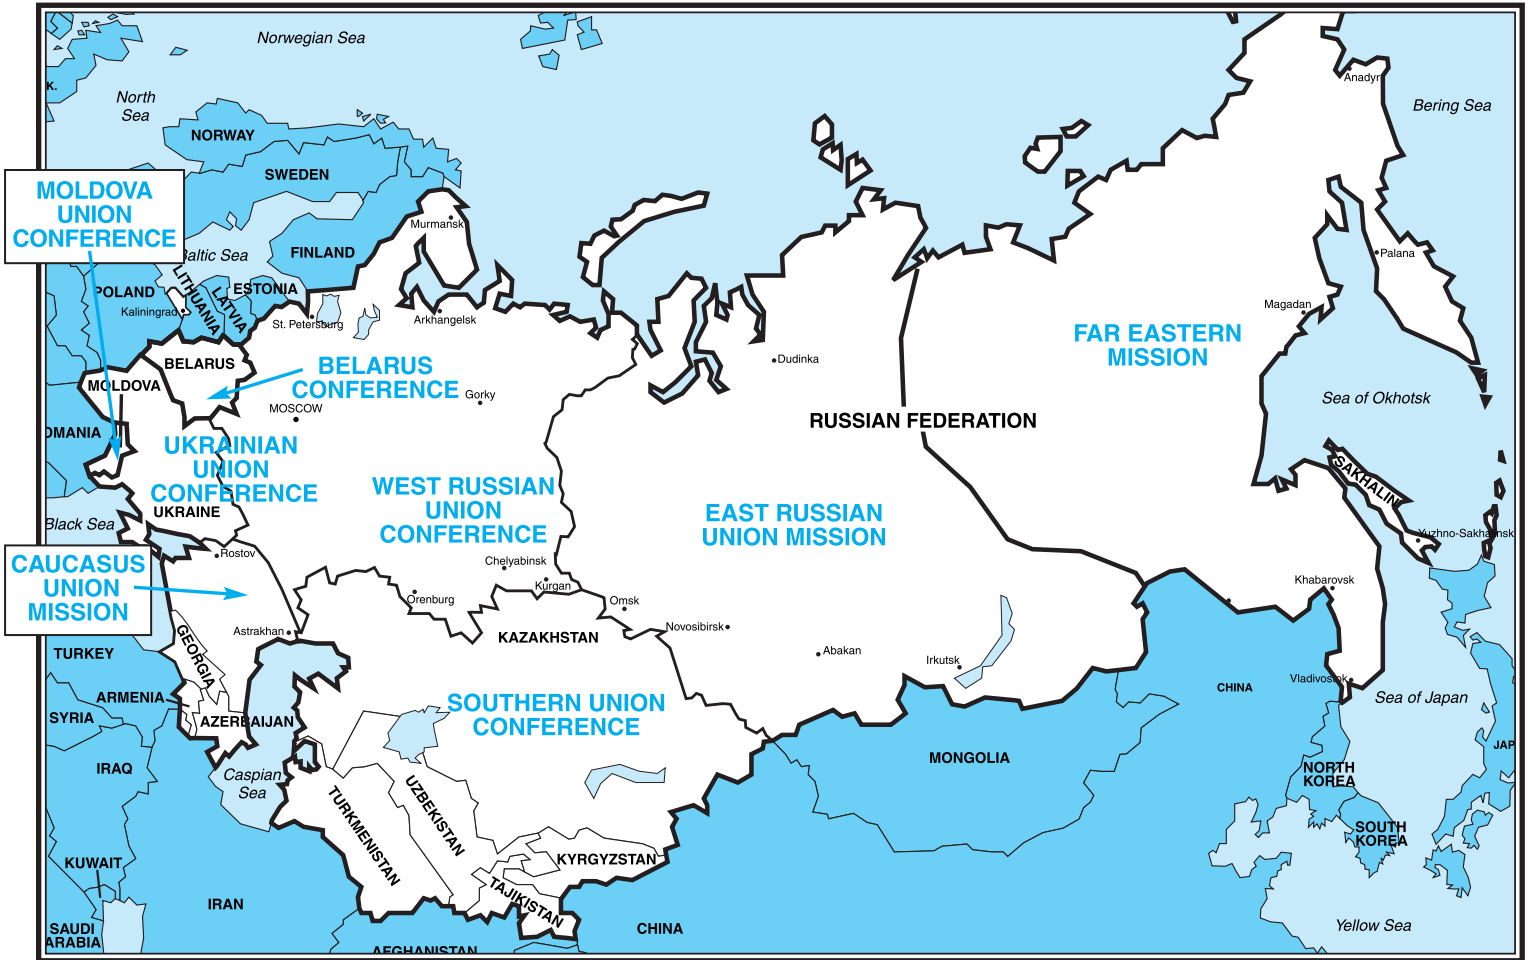 Norwegian Sea
K.
North
Sea
Anadyr
Bering Sea
NORWAY
SWEDEN
MOLDOVA
UNION
CONFERENCE
Murmansk
Baltic Sea
FINLAND
Palana
POLAND
LITHUANIA
LATVIA
ESTONIA
Kaliningrad
St. Petersburg
Arkhangelsk
Magadan
FAR EASTERN
MISSION
BELARUS
BELARUS
CONFERENCE
Dudinka
MOLDOVA
Gorky
MOSCOW
Sea of Okhotsk
RUSSIAN FEDERATION
OMANIA
UKRAINIAN
UNION
CONFERENCE
UKRAINE
WEST RUSSIAN
UNION
CONFERENCE
EAST RUSSIAN
UNION MISSION
SAKHALIN
Black Sea
Yuzhno-Sakhalinsk
Rostov
CAUCASUS
UNION
MISSION
Chelyabinsk
Kurgan
Orenburg
Omsk
Khabarovsk
Astrakhan
KAZAKHSTAN
Novosibirsk
Abakan
Irkutsk
GEORGIA
TURKEY
Vladivostok
CHINA
Sea of Japan
ARMENIA
SYRIA
AZERBAIJAN
SOUTHERN UNION
CONFERENCE
JAP
MONGOLIA
IRAQ
Caspian
Sea
NORTH
KOREA
TURKMENISTAN
UZBEKISTAN
SOUTH
KOREA
KUWAIT
KYRGYZSTAN
TAJIKISTAN
IRAN
SAUDI
ARABIA
CHINA
Yellow Sea
AFGHANISTAN